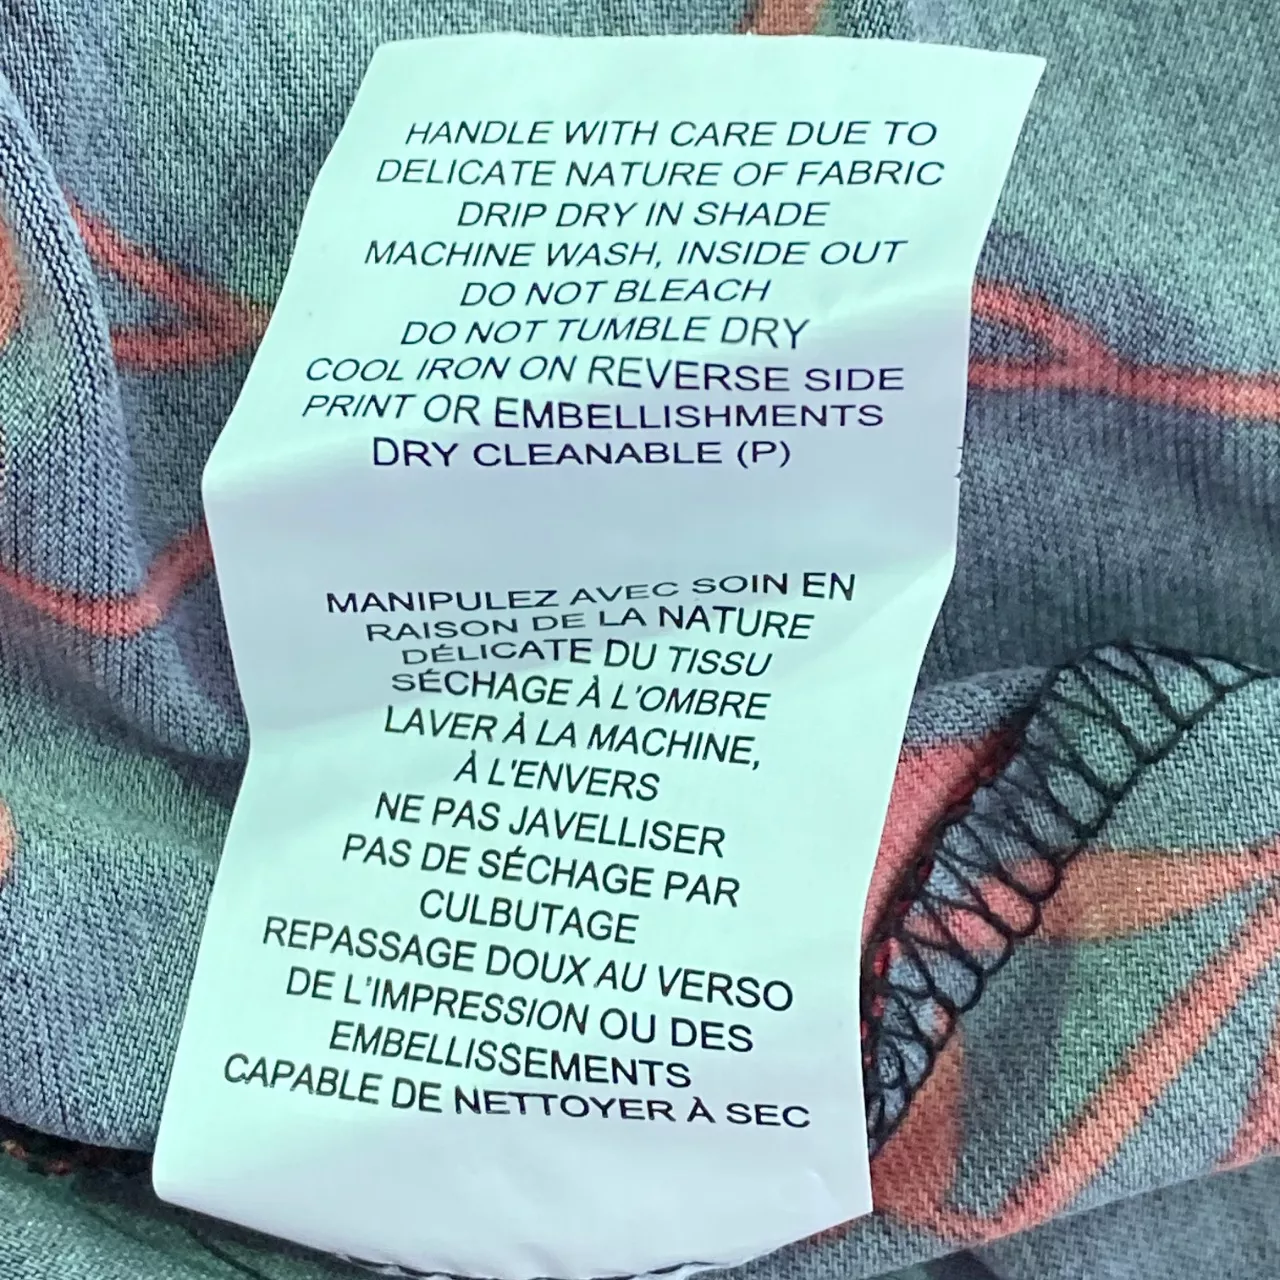 HANDLE WITH CARE DUE TO
DELICATE NATURE OF FABRIC
DRIP DRY IN SHADE
MACHINE WASH, INSIDE OUT
DO NOT BLEACH
DO NOT TUMBLE DRY
COOL IRON ON REVERSE SIDE
PRINT OR EMBELLISHMENTS
DRY CLEANABLE (P)
MANIPULEZ AVEC SOIN EN
RAISON DE LA NATURE
DÉLICATE DU TISSU
SÉCHAGE À L'OMBRE
LAVER À LA MACHINE,
À L'ENVERS
NE PAS JAVELLISER
PAS DE SÉCHAGE PAR
CULBUTAGE
REPASSAGE DOUX AU VERSO
DE L'IMPRESSION OU DES
EMBELLISSEMENTS
CAPABLE DE NETTOYER À SEC